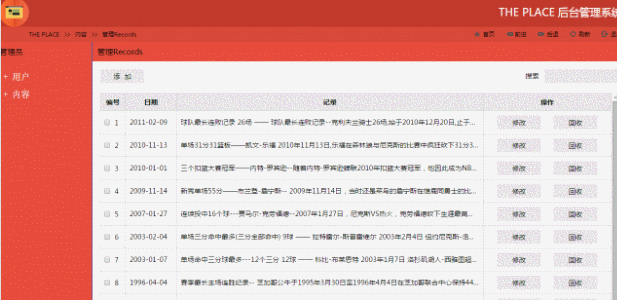 THE PLACE 后台管理系统
THE PLACE >> 内容 >> 管理Records
首页 前进 后退 刷新
管理员
管理Records
+ 用户
+ 内容
添 加
搜索
编号 日期 记录 操作
1 2011-02-09 球队最长连败记录 26场 —— 球队最长连败记录--克利夫兰骑士26场,始于2010年12月20日,止于... 修改 回收
2 2010-11-13 单场31分31篮板——凯文-乐福 2010年11月13日,乐福在森林狼与尼克斯的比赛中疯狂砍下31分3... 修改 回收
3 2010-01-01 三个扣篮大赛冠军——内特-罗宾逊--随着内特-罗宾逊蝉联2010年扣篮大赛冠军，他因此成为NB... 修改 回收
4 2009-11-14 新秀单场55分——布兰登-詹宁斯-- 2009年11月14日，当时还是菜鸟的詹宁斯在雄鹿同勇士的比... 修改 回收
5 2007-01-27 连续投中16个球---贾马尔-克劳福德--2007年1月27日，尼克斯VS热火，克劳福德砍下生涯最高... 修改 回收
6 2003-02-04 单场三分命中最多(三分全部命中) 9球 —— 拉特雷尔-斯普雷维尔 2003年2月4日 纽约尼克斯-洛... 修改 回收
7 2003-01-07 单场命中三分球最多---12个三分 12球 —— 科比-布莱恩特 2003年1月7日 洛杉矶湖人-西雅图超... 修改 回收
8 1996-04-04 赛季最长主场连胜纪录-- 芝加哥公牛于1995年3月30日至1996年4月4日在芝加哥联合中心保持44... 修改 回收